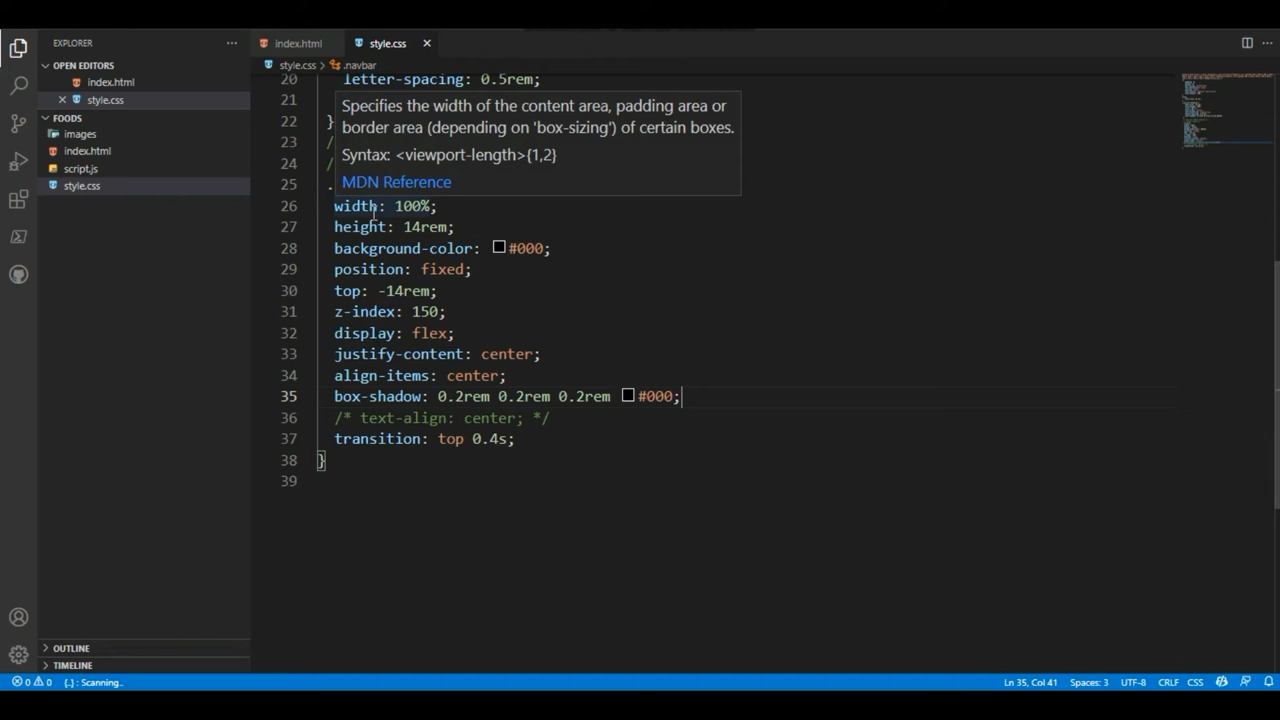 EXPLORER
OPEN EDITORS
index.html
style.css
FOODS
images
index.html
script.js
style.css
OUTLINE
TIMELINE
index.html
style.css
style.css > .navbar
20 letter-spacing: 0.5rem;
21
22 }
23 /
24 /
25 .
Specifies the width of the content area, padding area or
border area (depending on 'box-sizing') of certain boxes.
Syntax: <viewport-length>{1,2}
MDN Reference
26 width: 100%;
27 height: 14rem;
28 background-color: #000;
29 position: fixed;
30 top: -14rem;
31 z-index: 150;
32 display: flex;
33 justify-content: center;
34 align-items: center;
35 box-shadow: 0.2rem 0.2rem 0.2rem #000;
36 /* text-align: center; */
37 transition: top 0.4s;
38 }
39
0 0 {..} : Scanning.. Ln 35, Col 41 Spaces: 3 UTF-8 CRLF CSS